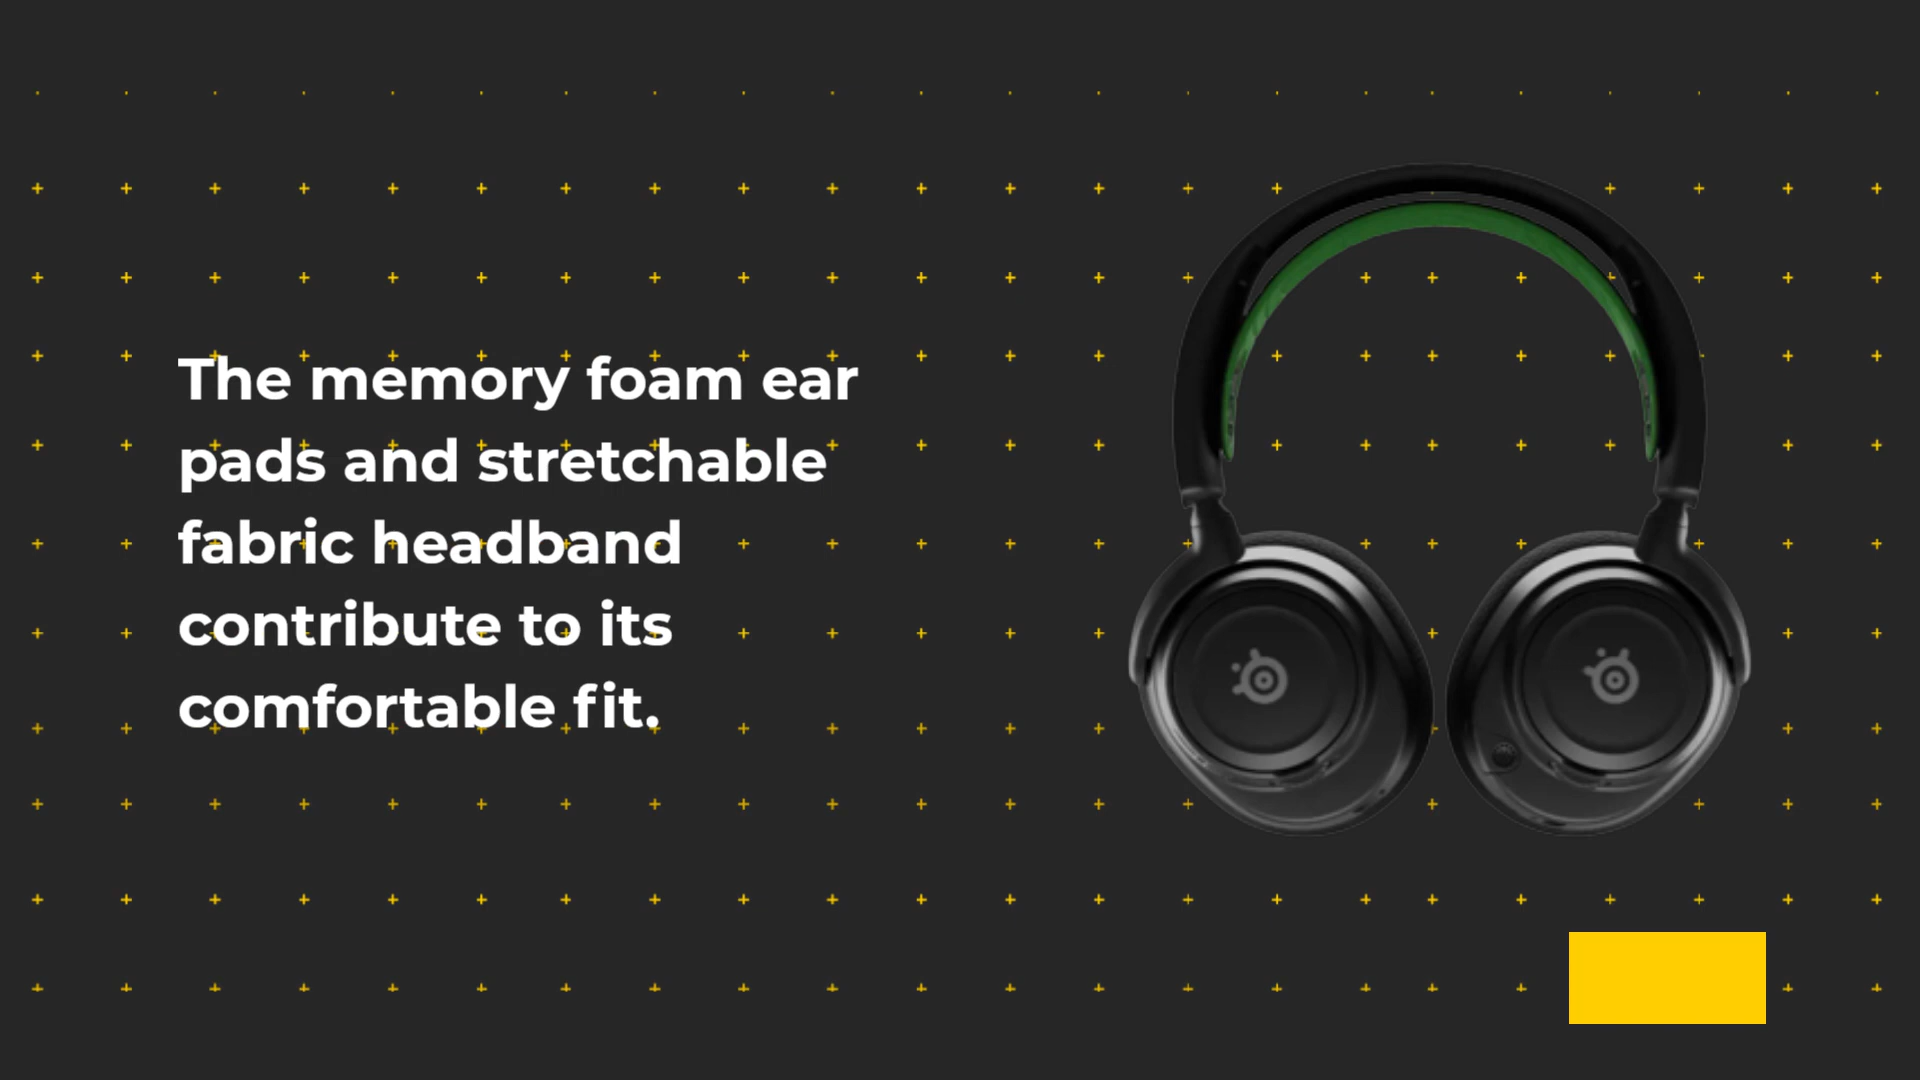 The memory foam ear
pads and stretchable
fabric headband
contribute to its
comfortable fit.